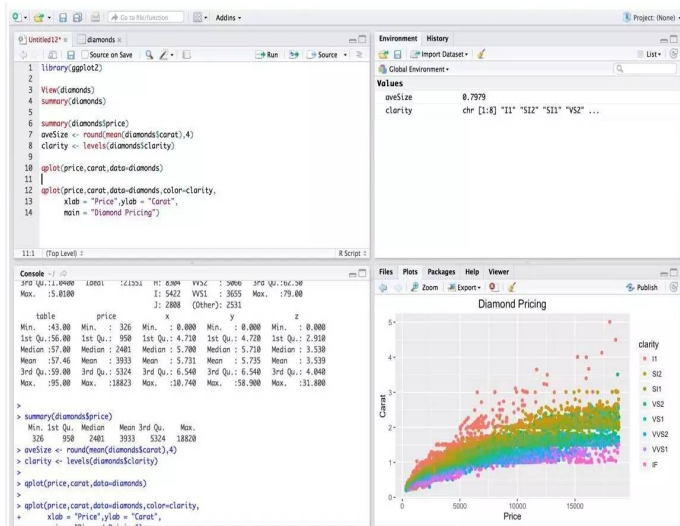 Go to file/function
Addins
Project: (None)
Untitled12*
diamonds
Source on Save
Run
Source
1 library(ggplot2)
2
3 View(diamonds)
4 summary(diamonds)
5
6 summary(diamonds$price)
7 aveSize <- round(mean(diamonds$carat),4)
8 clarity <- levels(diamonds$clarity)
9
10 qplot(price,carat,data=diamonds)
11
12 qplot(price,carat,data=diamonds,color=clarity,
13 xlab = "Price",ylab = "Carat",
14 main = "Diamond Pricing")
11:1 (Top Level)
R Script
Environment History
Import Dataset
List
Global Environment
Values
aveSize 0.7979
clarity chr [1:8] "I1" "SI2" "SI1" "VS2" ...
Console ~/
3rd Qu.:1.0400 Ideal :21551 H: 8304 VVS2 : 5066 3rd Qu.:62.50
Max. :5.0100 I: 5422 VVS1 : 3655 Max. :79.00
J: 2808 (Other): 2531
table price x y z
Min. :43.00 Min. : 326 Min. : 0.000 Min. : 0.000 Min. : 0.000
1st Qu.:56.00 1st Qu.: 950 1st Qu.: 4.710 1st Qu.: 4.720 1st Qu.: 2.910
Median :57.00 Median : 2401 Median : 5.700 Median : 5.710 Median : 3.530
Mean :57.46 Mean : 3933 Mean : 5.731 Mean : 5.735 Mean : 3.539
3rd Qu.:59.00 3rd Qu.: 5324 3rd Qu.: 6.540 3rd Qu.: 6.540 3rd Qu.: 4.040
Max. :95.00 Max. :18823 Max. :10.740 Max. :58.900 Max. :31.800
>
> summary(diamonds$price)
Min. 1st Qu. Median Mean 3rd Qu. Max.
326 950 2401 3933 5324 18820
> aveSize <- round(mean(diamonds$carat),4)
> clarity <- levels(diamonds$clarity)
>
> qplot(price,carat,data=diamonds)
>
> qplot(price,carat,data=diamonds,color=clarity,
+ xlab = "Price",ylab = "Carat",
Files Plots Packages Help Viewer
Zoom Export Publish
Diamond Pricing
Carat
5
4
3
2
1
0
0 5000 10000 15000
Price
clarity
I1
SI2
SI1
VS2
VS1
VVS2
VVS1
IF